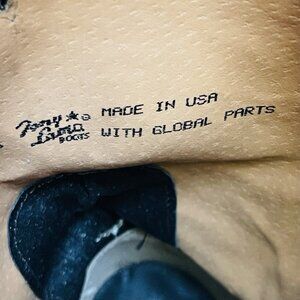 Tony Lama ® MADE IN USA
BOOTS WITH GLOBAL PARTS